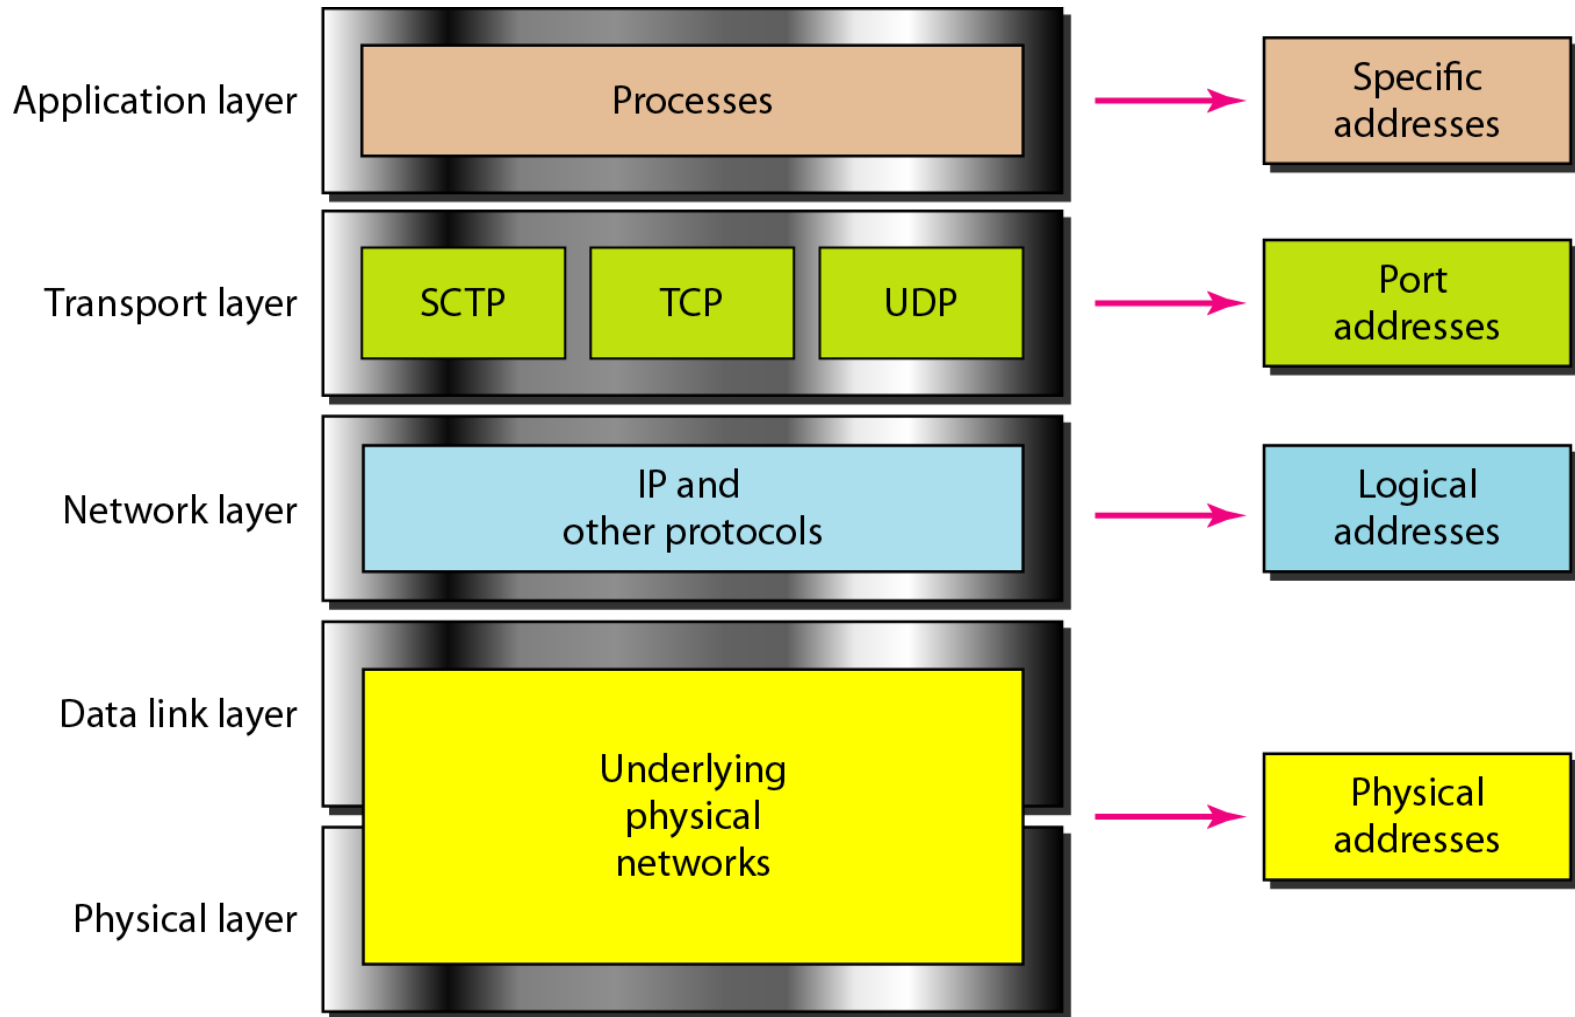 Application layer
Processes
Specific
addresses
Transport layer
SCTP
TCP
UDP
Port
addresses
Network layer
IP and
other protocols
Logical
addresses
Data link layer
Underlying
physical
networks
Physical
addresses
Physical layer